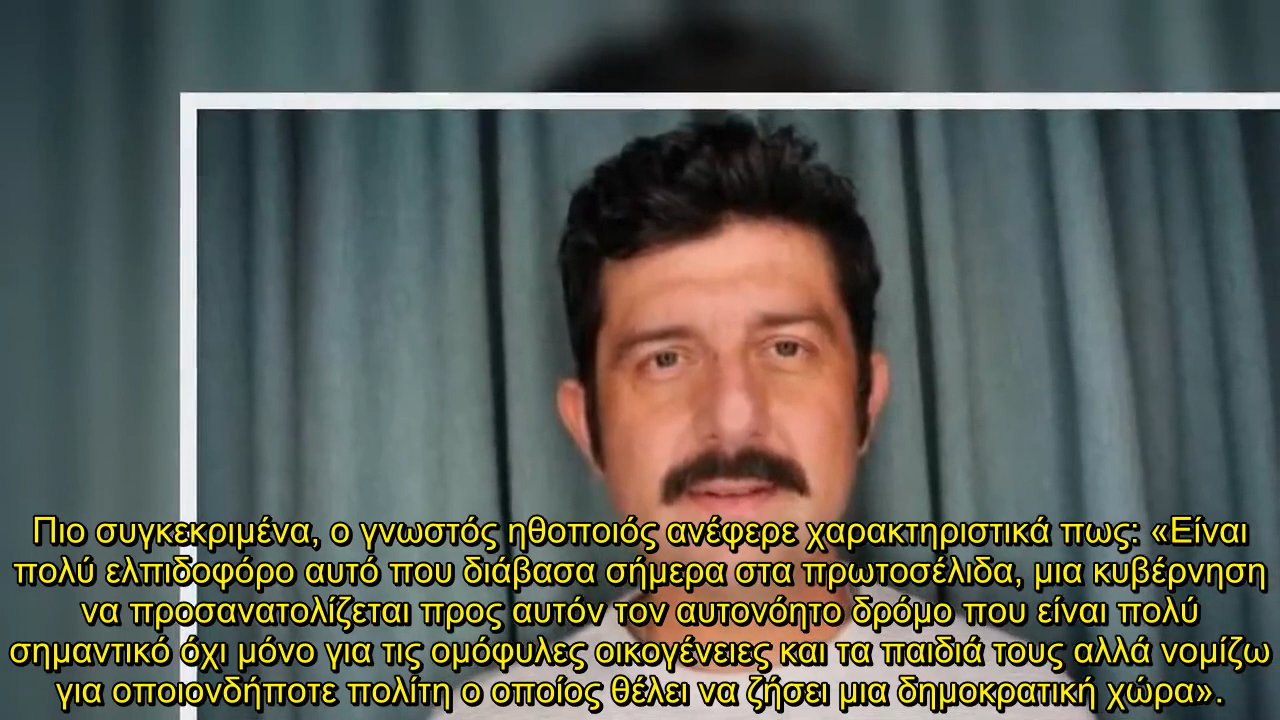 Πιο συγκεκριμένα, ο γνωστός ηθοποιός ανέφερε χαρακτηριστικά πως: «Είναι
πολύ ελπιδοφόρο αυτό που διάβασα σήμερα στα πρωτοσέλιδα, μια κυβέρνηση
να προσανατολίζεται προς αυτόν τον αυτονόητο δρόμο που είναι πολύ
σημαντικό όχι μόνο για τις ομόφυλες οικογένειες και τα παιδιά τους αλλά νομίζω
για οποιονδήποτε πολίτη ο οποίος θέλει να ζήσει μια δημοκρατική χώρα».